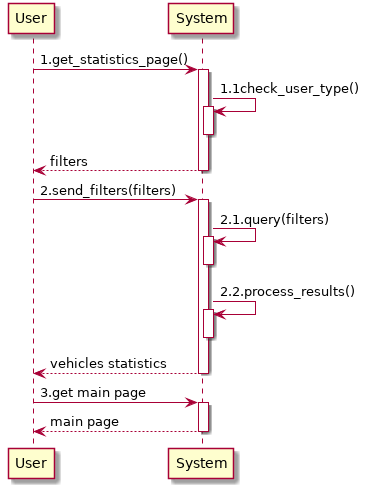 User
System
1.get_statistics_page()
1.1check_user_type()
filters
2.send_filters(filters)
2.1.query(filters)
2.2.process_results()
vehicles statistics
3.get main page
main page
User
System